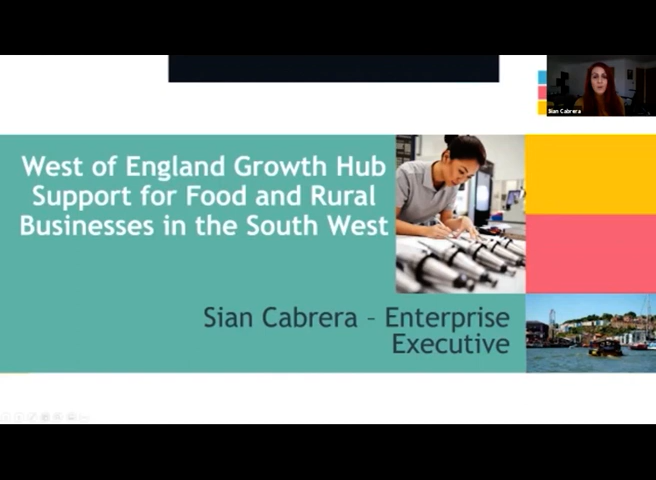 Sian Cabrera
West of England Growth Hub
Support for Food and Rural
Businesses in the South West
Sian Cabrera – Enterprise
Executive